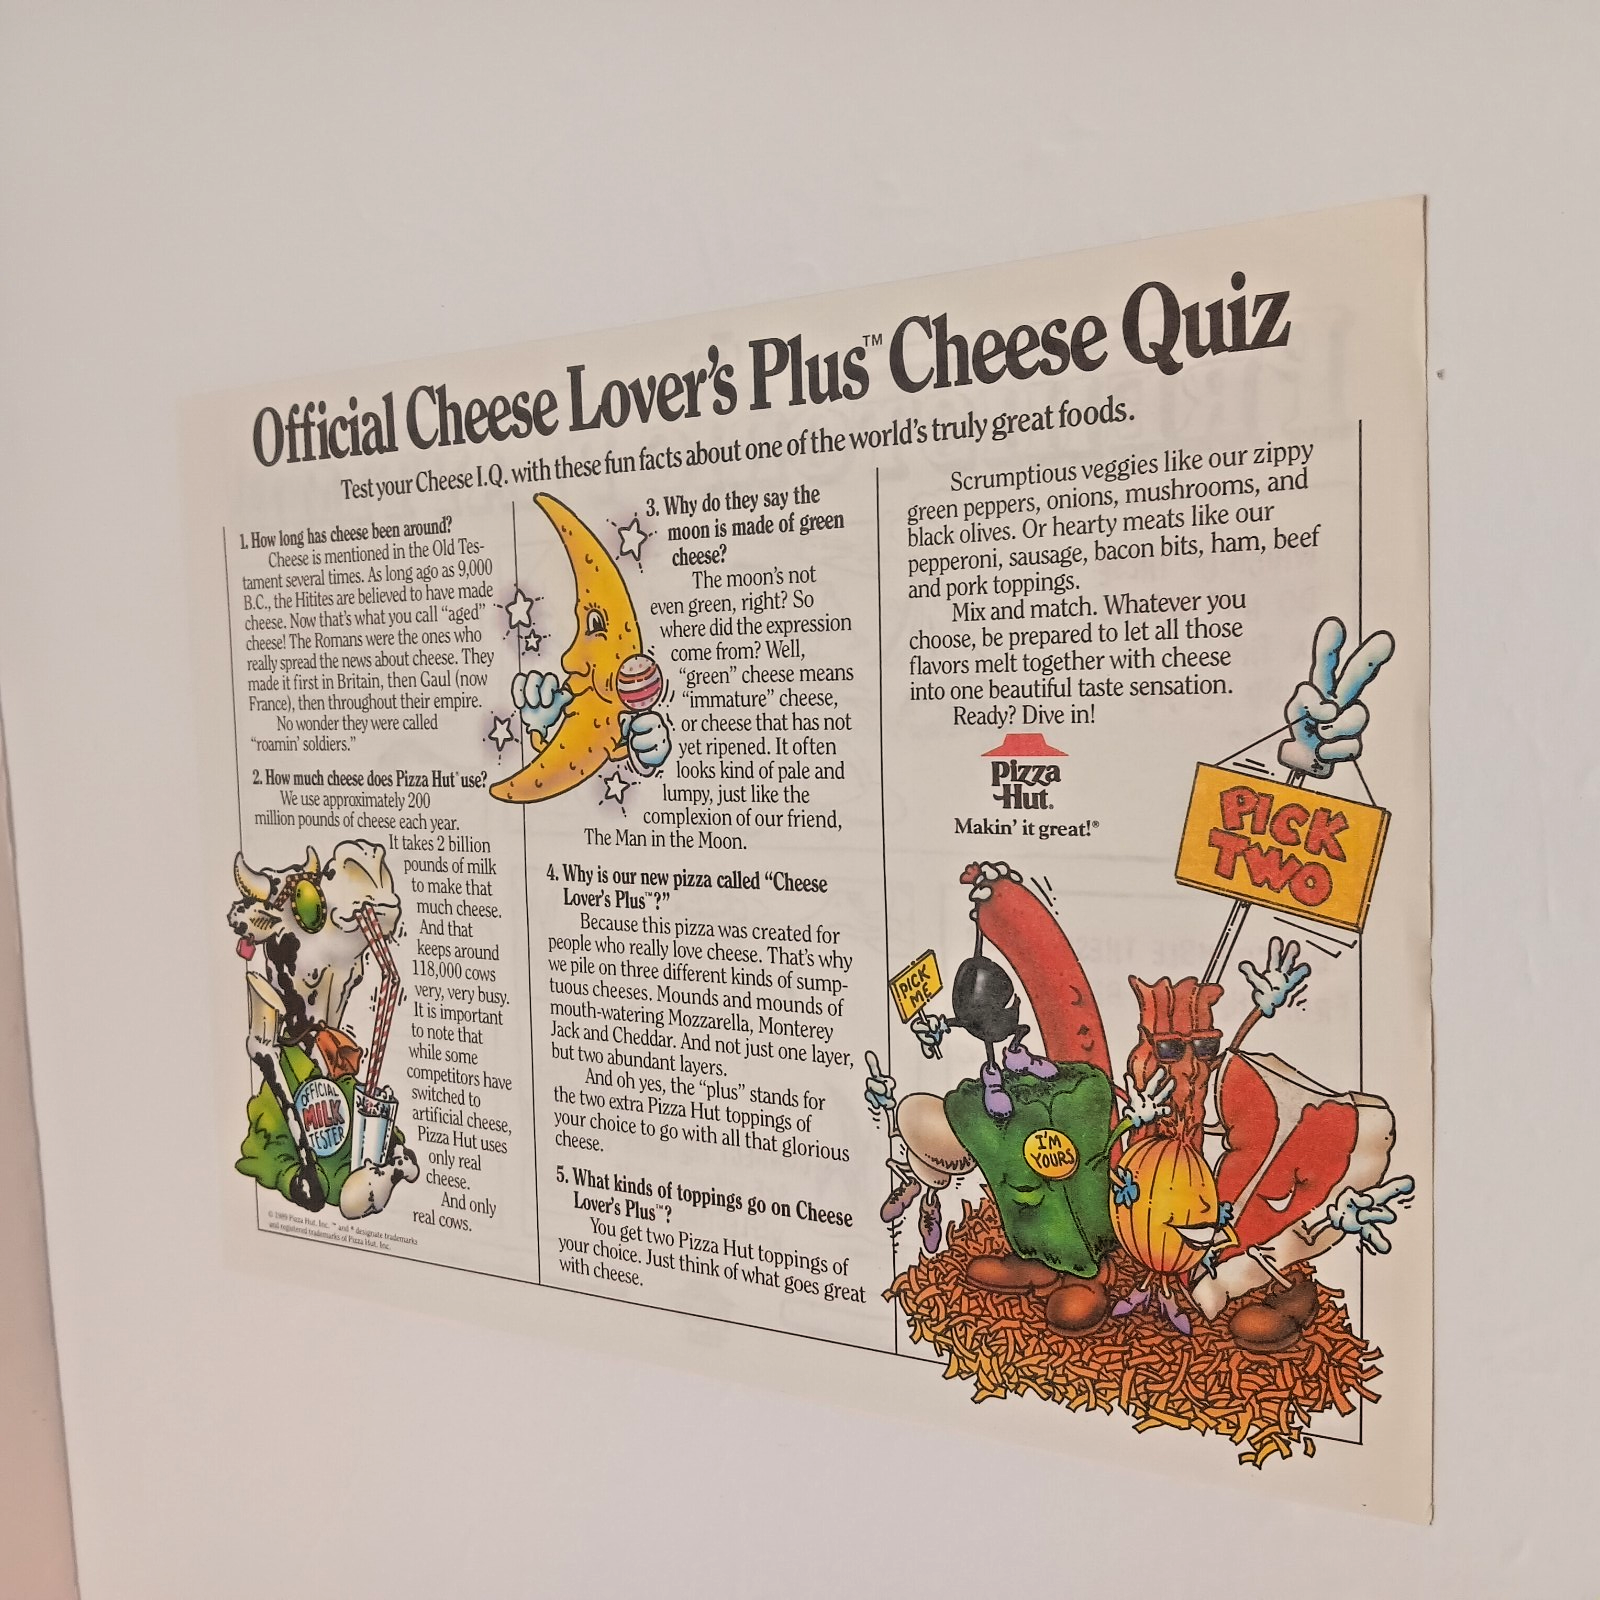 Official Cheese Lover's Plus™ Cheese Quiz
Test your Cheese I.Q. with these fun facts about one of the world's truly great foods.
1. How long has cheese been around?
Cheese is mentioned in the Old Tes-
tament several times. As long ago as 9,000
B.C., the Hitites are believed to have made
cheese. Now that's what you call "aged"
cheese! The Romans were the ones who
really spread the news about cheese. They
made it first in Britain, then Gaul (now
France), then throughout their empire.
No wonder they were called
"roamin' soldiers."
2. How much cheese does Pizza Hut® use?
We use approximately 200
million pounds of cheese each year.
It takes 2 billion
pounds of milk
to make that
much cheese.
And that
keeps around
118,000 cows
very, very busy.
It is important
to note that
while some
competitors have
switched to
artificial cheese,
Pizza Hut uses
only real
cheese.
And only
real cows.
OFFICIAL
MILK
TESTER
© 1989 Pizza Hut, Inc. ™ and ® designate trademarks
and registered trademarks of Pizza Hut, Inc.
3. Why do they say the
moon is made of green
cheese?
The moon's not
even green, right? So
where did the expression
come from? Well,
"green" cheese means
"immature" cheese,
or cheese that has not
yet ripened. It often
looks kind of pale and
lumpy, just like the
complexion of our friend,
The Man in the Moon.
4. Why is our new pizza called "Cheese
Lover's Plus™?"
Because this pizza was created for
people who really love cheese. That's why
we pile on three different kinds of sump-
tuous cheeses. Mounds and mounds of
mouth-watering Mozzarella, Monterey
Jack and Cheddar. And not just one layer,
but two abundant layers.
And oh yes, the "plus" stands for
the two extra Pizza Hut toppings of
your choice to go with all that glorious
cheese.
5. What kinds of toppings go on Cheese
Lover's Plus™?
You get two Pizza Hut toppings of
your choice. Just think of what goes great
with cheese.
Scrumptious veggies like our zippy
green peppers, onions, mushrooms, and
black olives. Or hearty meats like our
pepperoni, sausage, bacon bits, ham, beef
and pork toppings.
Mix and match. Whatever you
choose, be prepared to let all those
flavors melt together with cheese
into one beautiful taste sensation.
Ready? Dive in!
Pizza
Hut®
Makin' it great!®
PICK
TWO
PICK
ME
I'M
YOURS